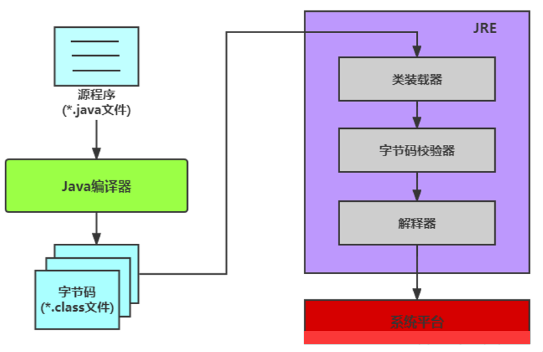 源程序
(*.java文件)
Java编译器
字节码
(*.class文件)
JRE
类装载器
字节码校验器
解释器
系统平台